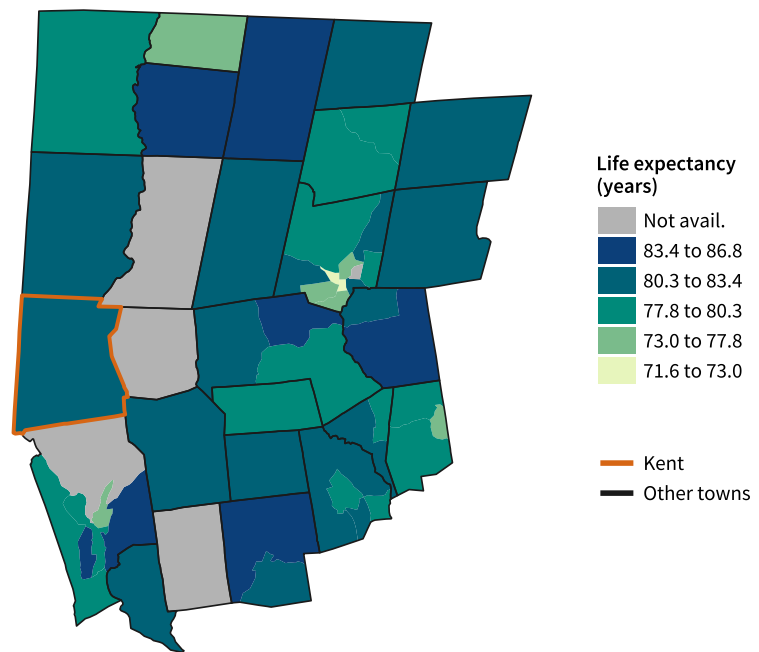 Life expectancy
(years)
Not avail.
83.4 to 86.8
80.3 to 83.4
77.8 to 80.3
73.0 to 77.8
71.6 to 73.0
Kent
Other towns